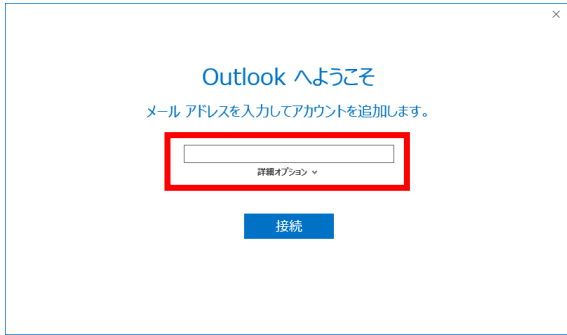 Outlook へようこそ
メール アドレスを入力してアカウントを追加します。
詳細オプション
接続